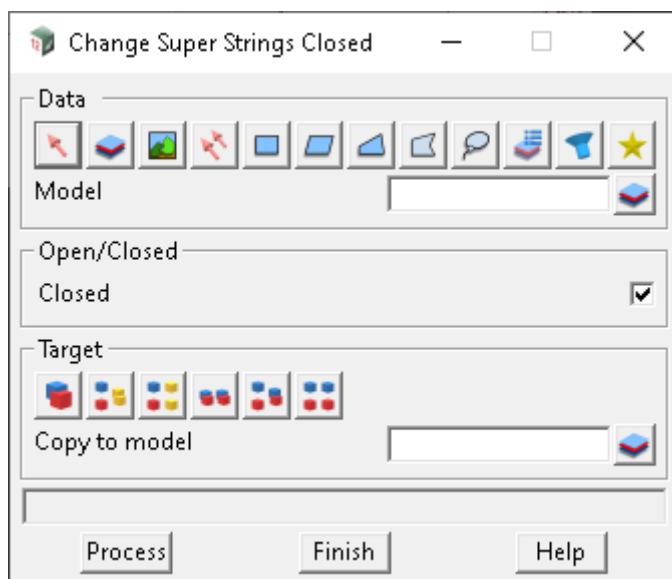 Change Super Strings Closed
Data
Model
Open/Closed
Closed
Target
Copy to model
Process Finish Help